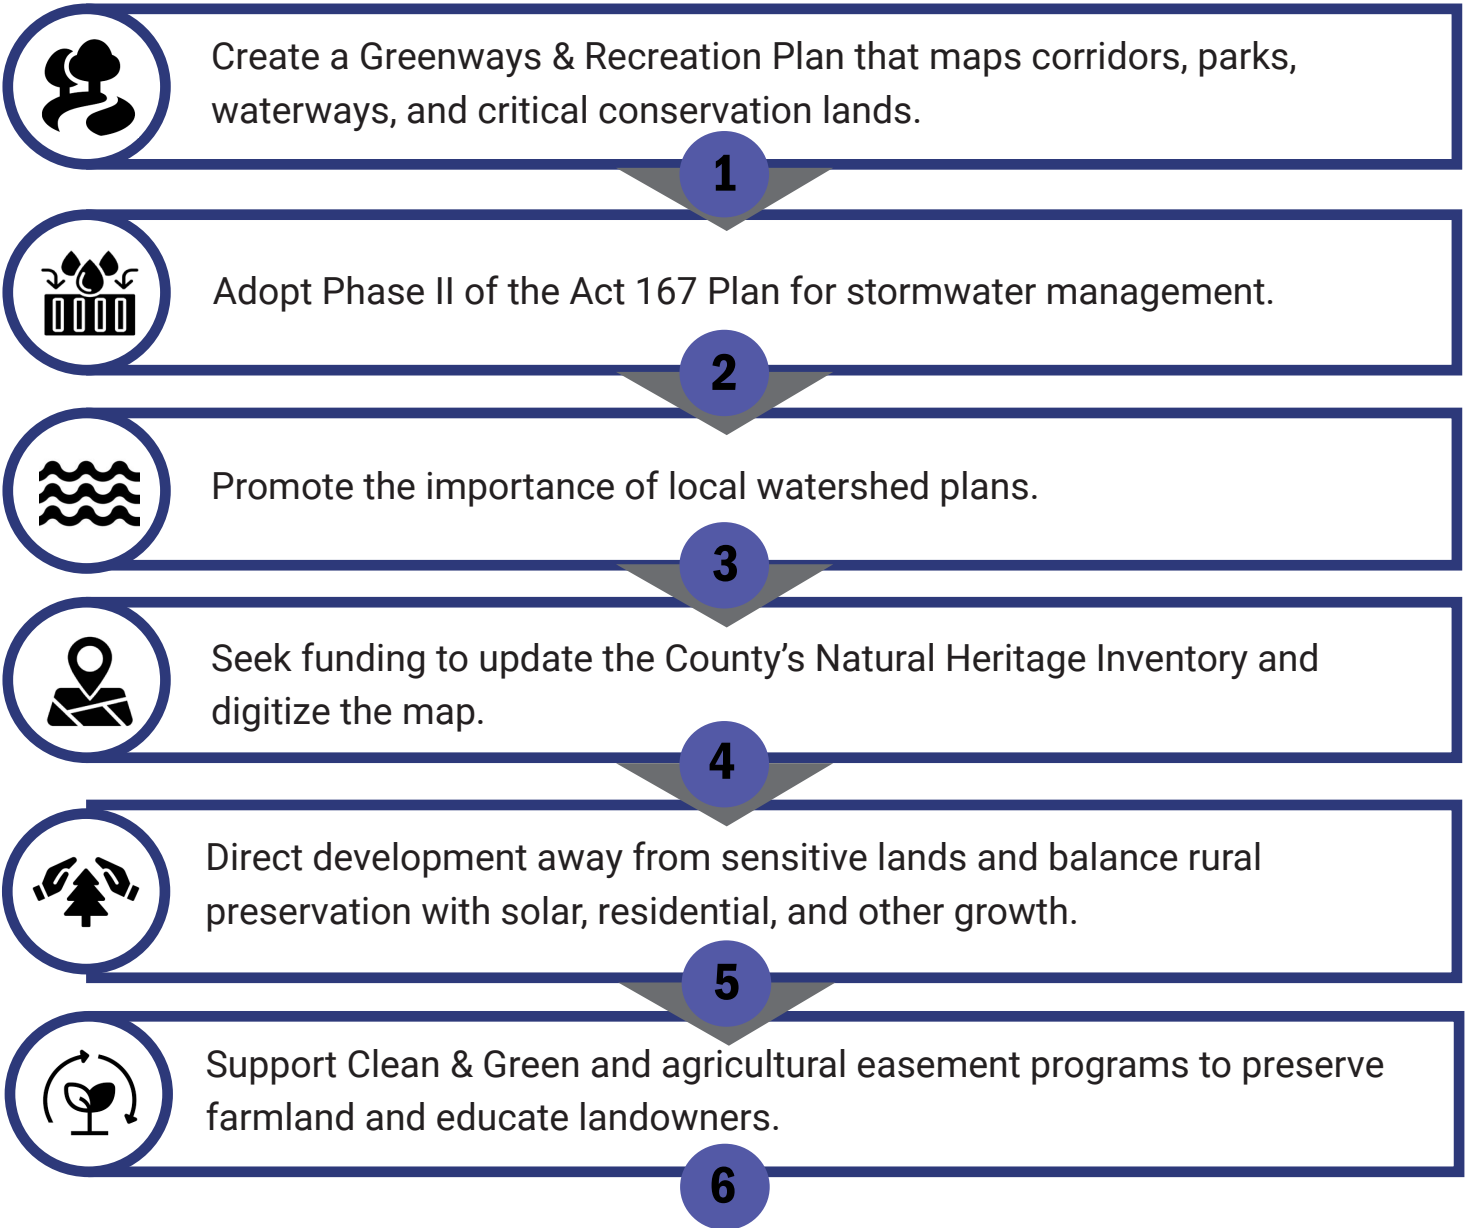 Create a Greenways & Recreation Plan that maps corridors, parks,
waterways, and critical conservation lands.
1
Adopt Phase II of the Act 167 Plan for stormwater management.
2
Promote the importance of local watershed plans.
3
Seek funding to update the County’s Natural Heritage Inventory and
digitize the map.
4
Direct development away from sensitive lands and balance rural
preservation with solar, residential, and other growth.
5
Support Clean & Green and agricultural easement programs to preserve
farmland and educate landowners.
6